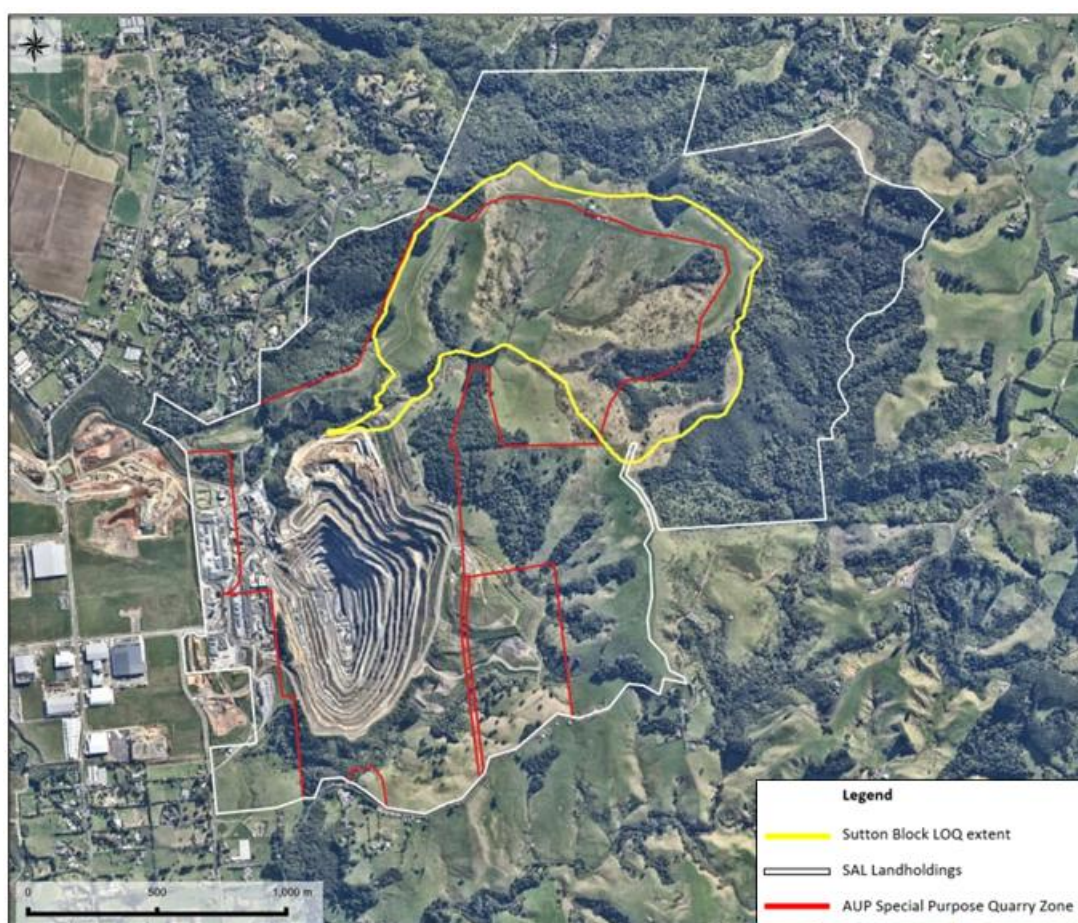 Legend
Sutton Block LOQ extent
SAL Landholdings
AUP Special Purpose Quarry Zone
0 500 1,000 m